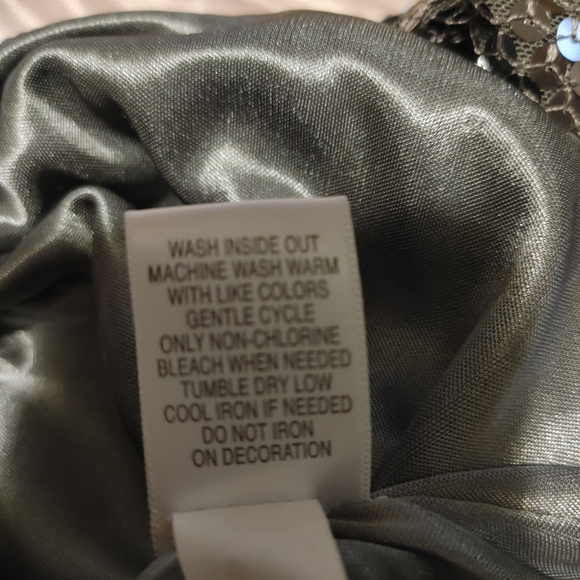 WASH INSIDE OUT
MACHINE WASH WARM
WITH LIKE COLORS
GENTLE CYCLE
ONLY NON-CHLORINE
BLEACH WHEN NEEDED
TUMBLE DRY LOW
COOL IRON IF NEEDED
DO NOT IRON
ON DECORATION